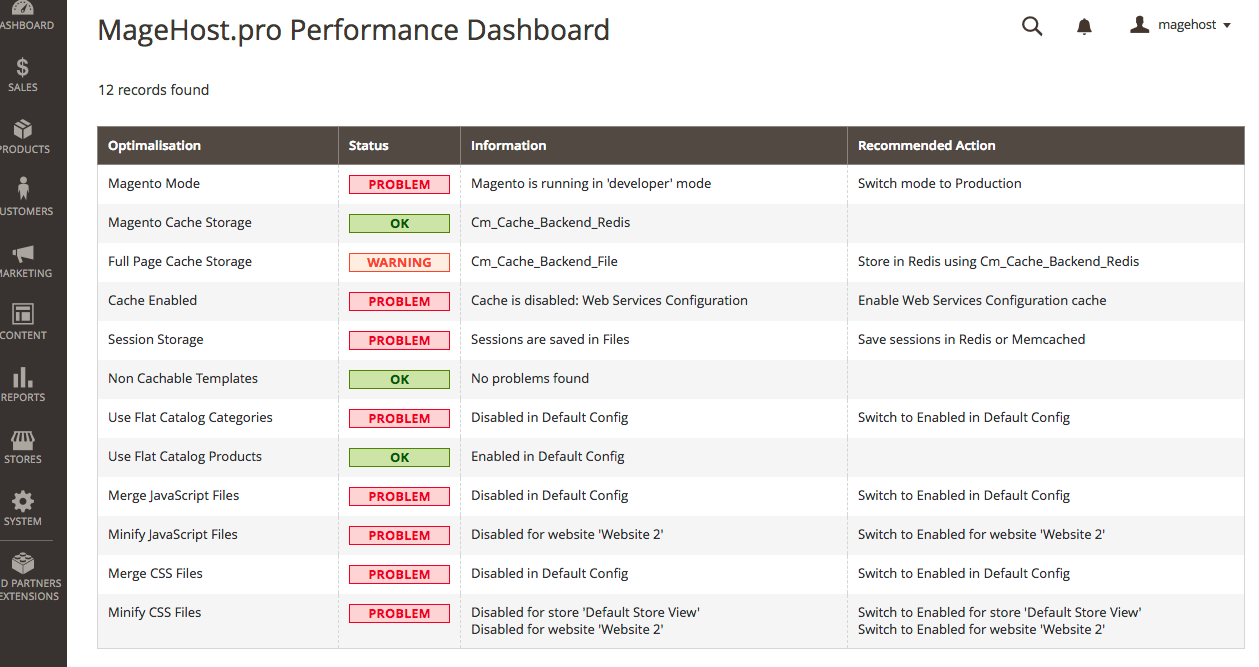 MageHost.pro Performance Dashboard
magehost
12 records found
ASHBOARD
$
SALES
PRODUCTS
CUSTOMERS
MARKETING
CONTENT
REPORTS
STORES
SYSTEM
D PARTNERS
EXTENSIONS
Optimalisation Status Information Recommended Action
Magento Mode PROBLEM Magento is running in 'developer' mode Switch mode to Production
Magento Cache Storage OK Cm_Cache_Backend_Redis
Full Page Cache Storage WARNING Cm_Cache_Backend_File Store in Redis using Cm_Cache_Backend_Redis
Cache Enabled PROBLEM Cache is disabled: Web Services Configuration Enable Web Services Configuration cache
Session Storage PROBLEM Sessions are saved in Files Save sessions in Redis or Memcached
Non Cachable Templates OK No problems found
Use Flat Catalog Categories PROBLEM Disabled in Default Config Switch to Enabled in Default Config
Use Flat Catalog Products OK Enabled in Default Config
Merge JavaScript Files PROBLEM Disabled in Default Config Switch to Enabled in Default Config
Minify JavaScript Files PROBLEM Disabled for website 'Website 2' Switch to Enabled for website 'Website 2'
Merge CSS Files PROBLEM Disabled in Default Config Switch to Enabled in Default Config
Minify CSS Files PROBLEM Disabled for store 'Default Store View' Switch to Enabled for store 'Default Store View'
Disabled for website 'Website 2' Switch to Enabled for website 'Website 2'